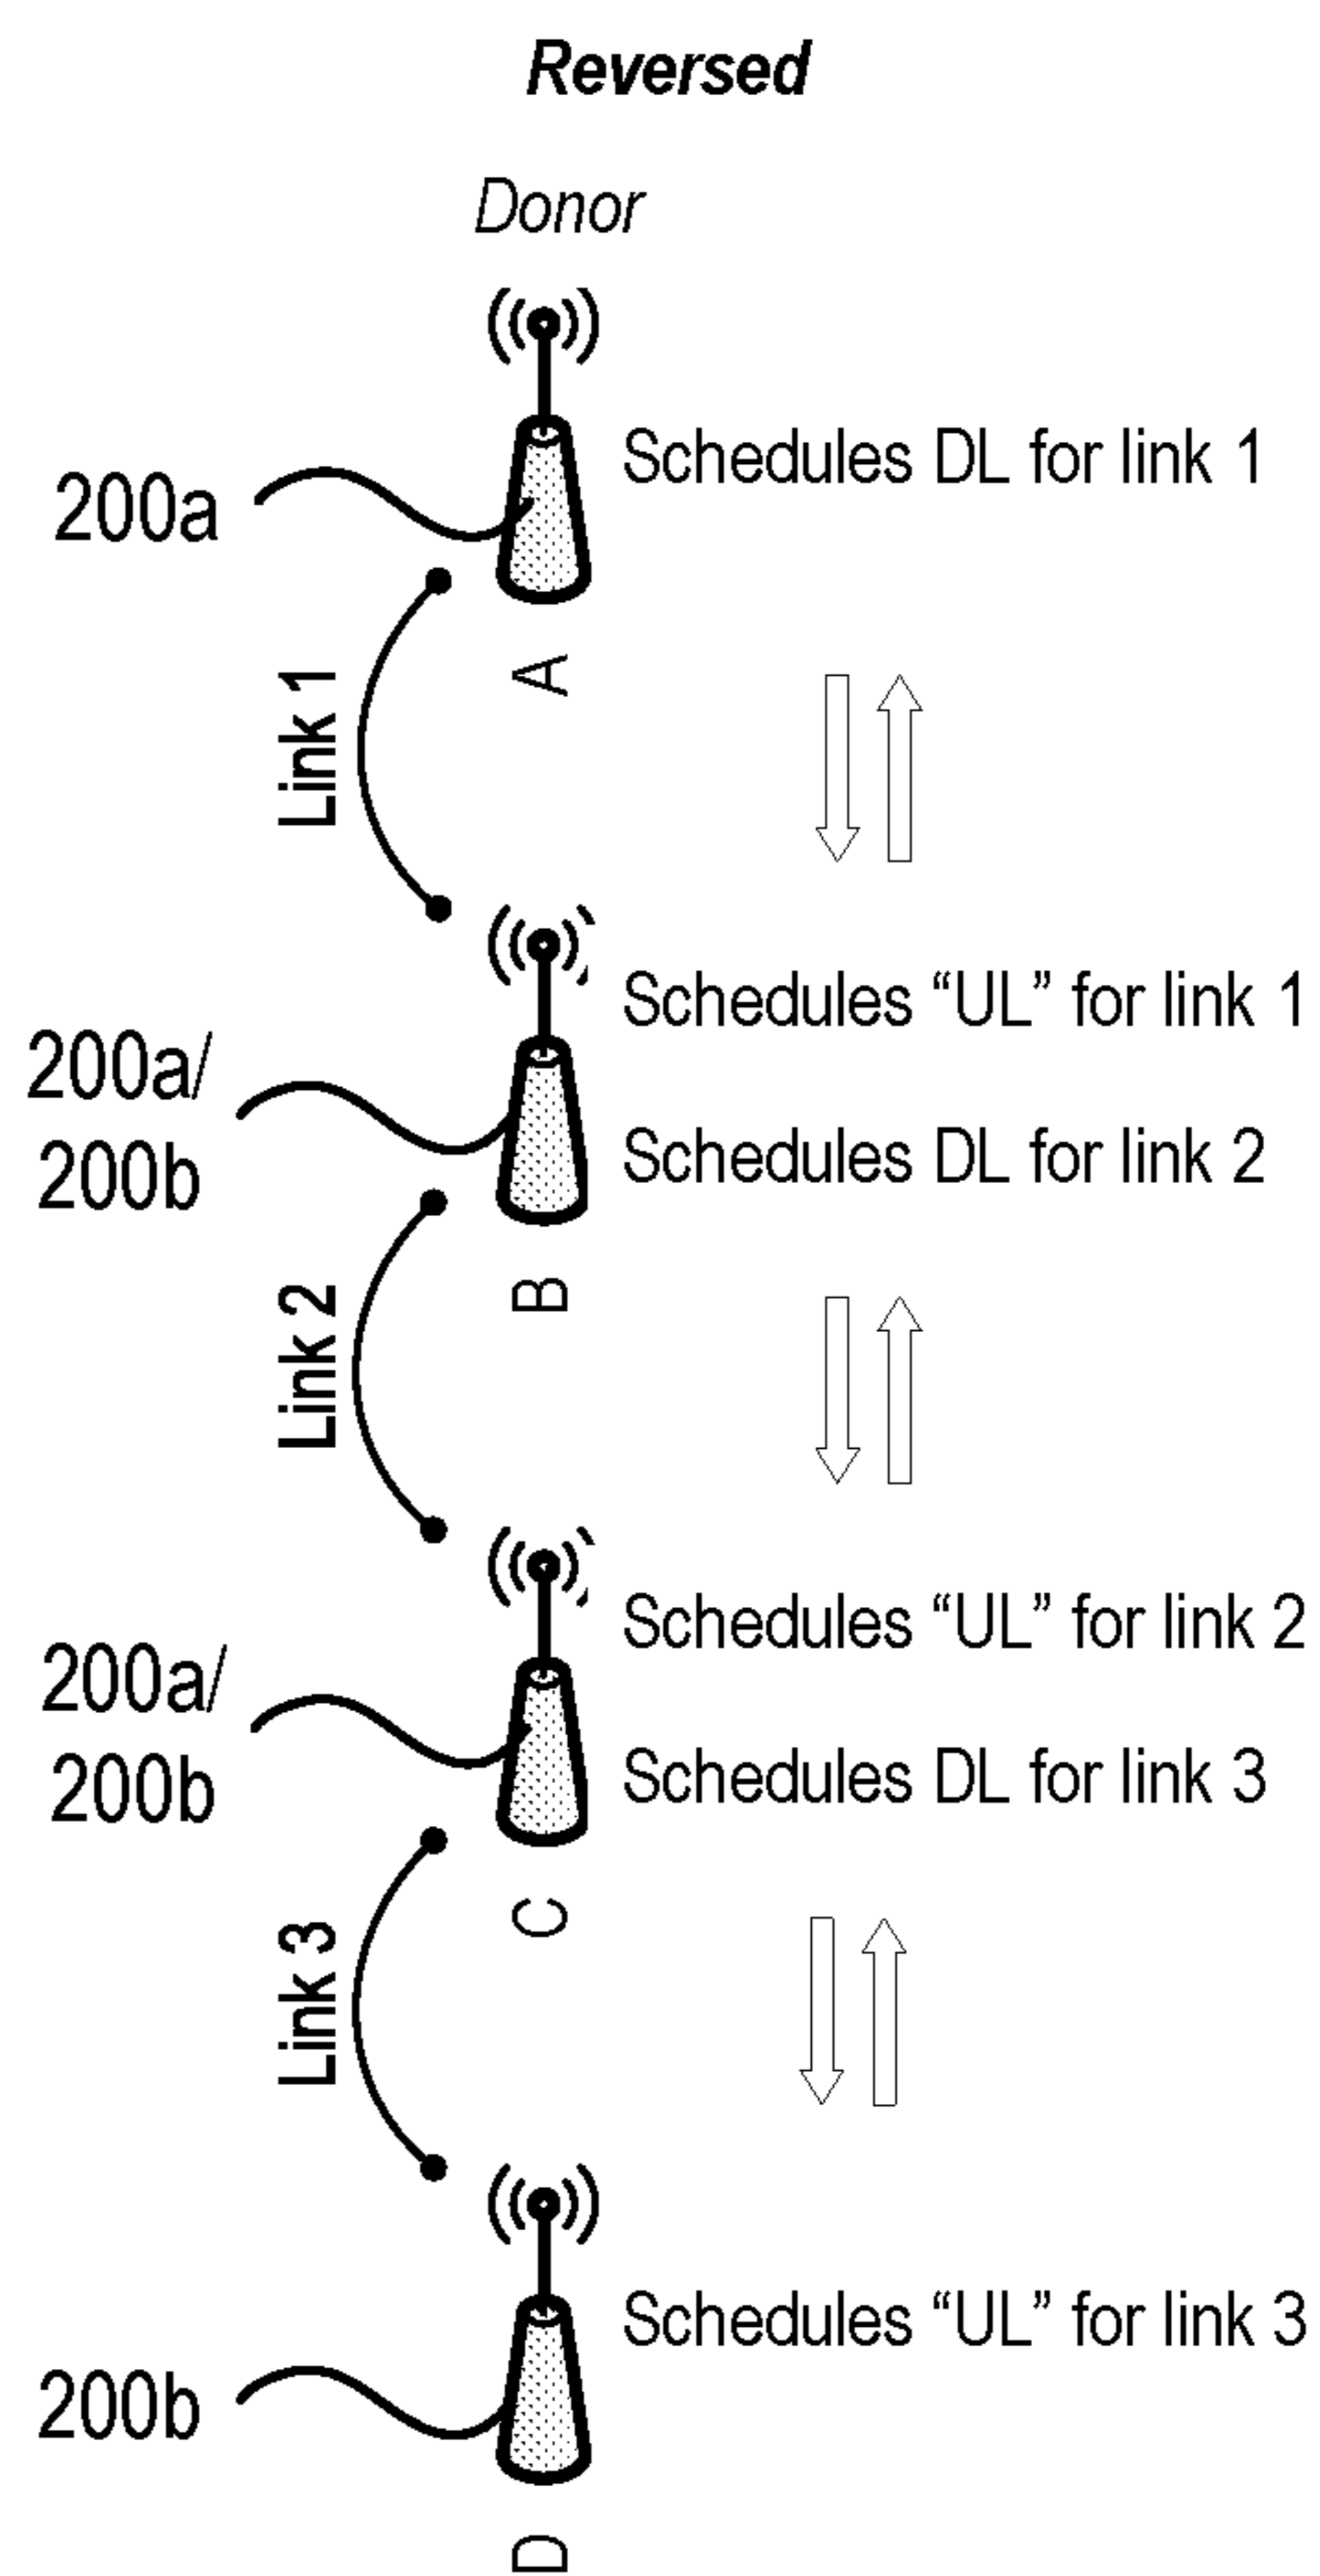 Reversed
Donor
Schedules DL for link 1
200a
A
Link 1
Schedules “UL” for link 1
200a/
200b
Schedules DL for link 2
B
Link 2
Schedules “UL” for link 2
200a/
200b
Schedules DL for link 3
C
Link 3
Schedules “UL” for link 3
200b
D